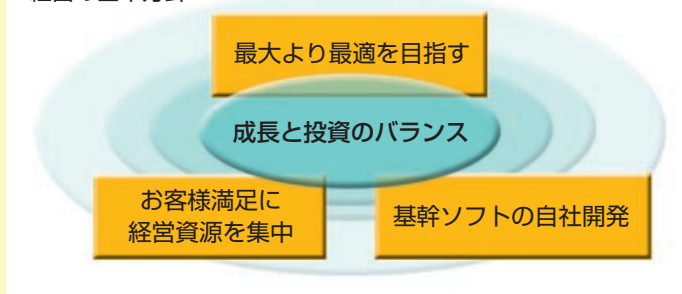 最大より最適を目指す
成長と投資のバランス
お客様満足に
経営資源を集中
基幹ソフトの自社開発